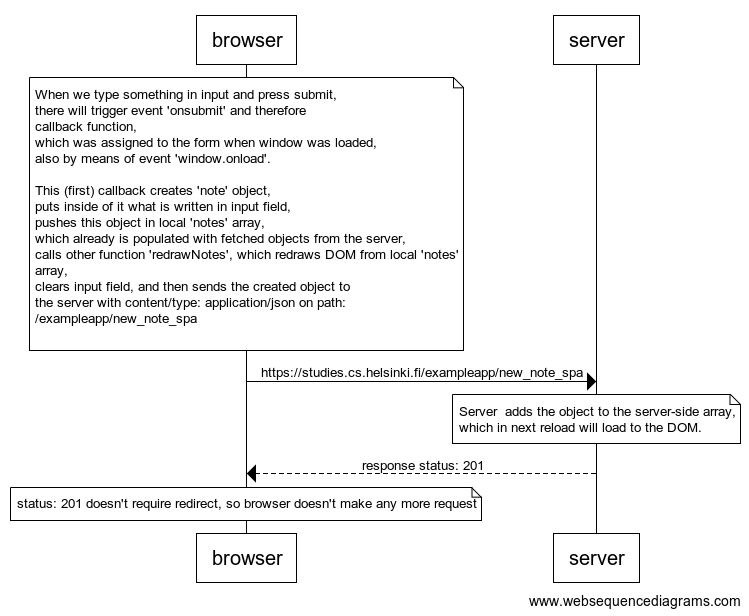 browser
server
When we type something in input and press submit,
there will trigger event 'onsubmit' and therefore
callback function,
which was assigned to the form when window was loaded,
also by means of event 'window.onload'.
This (first) callback creates 'note' object,
puts inside of it what is written in input field,
pushes this object in local 'notes' array,
which already is populated with fetched objects from the server,
calls other function 'redrawNotes', which redraws DOM from local 'notes'
array,
clears input field, and then sends the created object to
the server with content/type: application/json on path:
/exampleapp/new_note_spa
https://studies.cs.helsinki.fi/exampleapp/new_note_spa
Server  adds the object to the server-side array,
which in next reload will load to the DOM.
response status: 201
status: 201 doesn't require redirect, so browser doesn't make any more request
browser
server
www.websequencediagrams.com